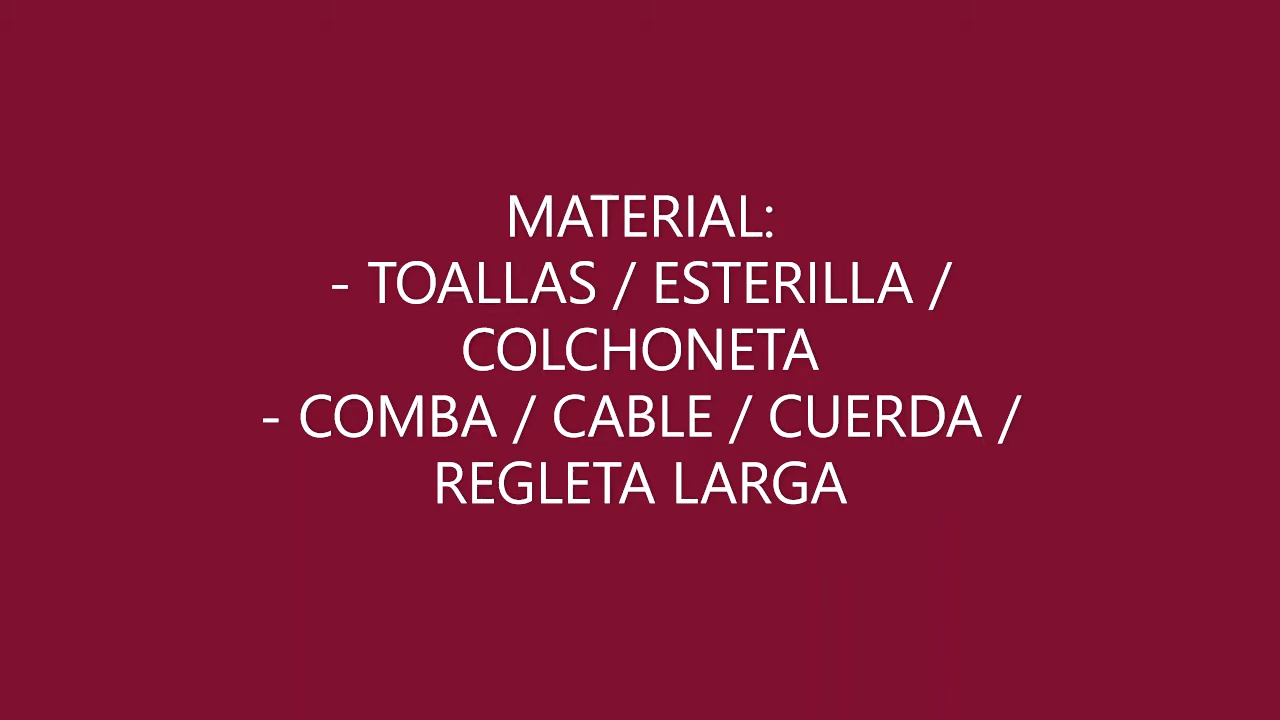 MATERIAL:
- TOALLAS / ESTERILLA /
COLCHONETA
- COMBA / CABLE / CUERDA /
REGLETA LARGA